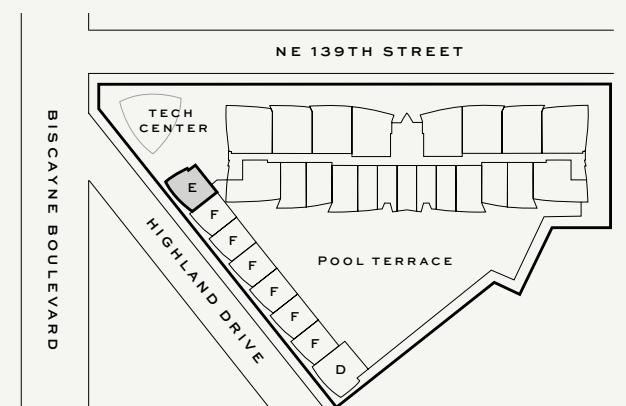 NE 139TH STREET
BISCAYNE BOULEVARD
TECH
CENTER
E
F
F
F
F
F
F
D
HIGHLAND DRIVE
POOL TERRACE